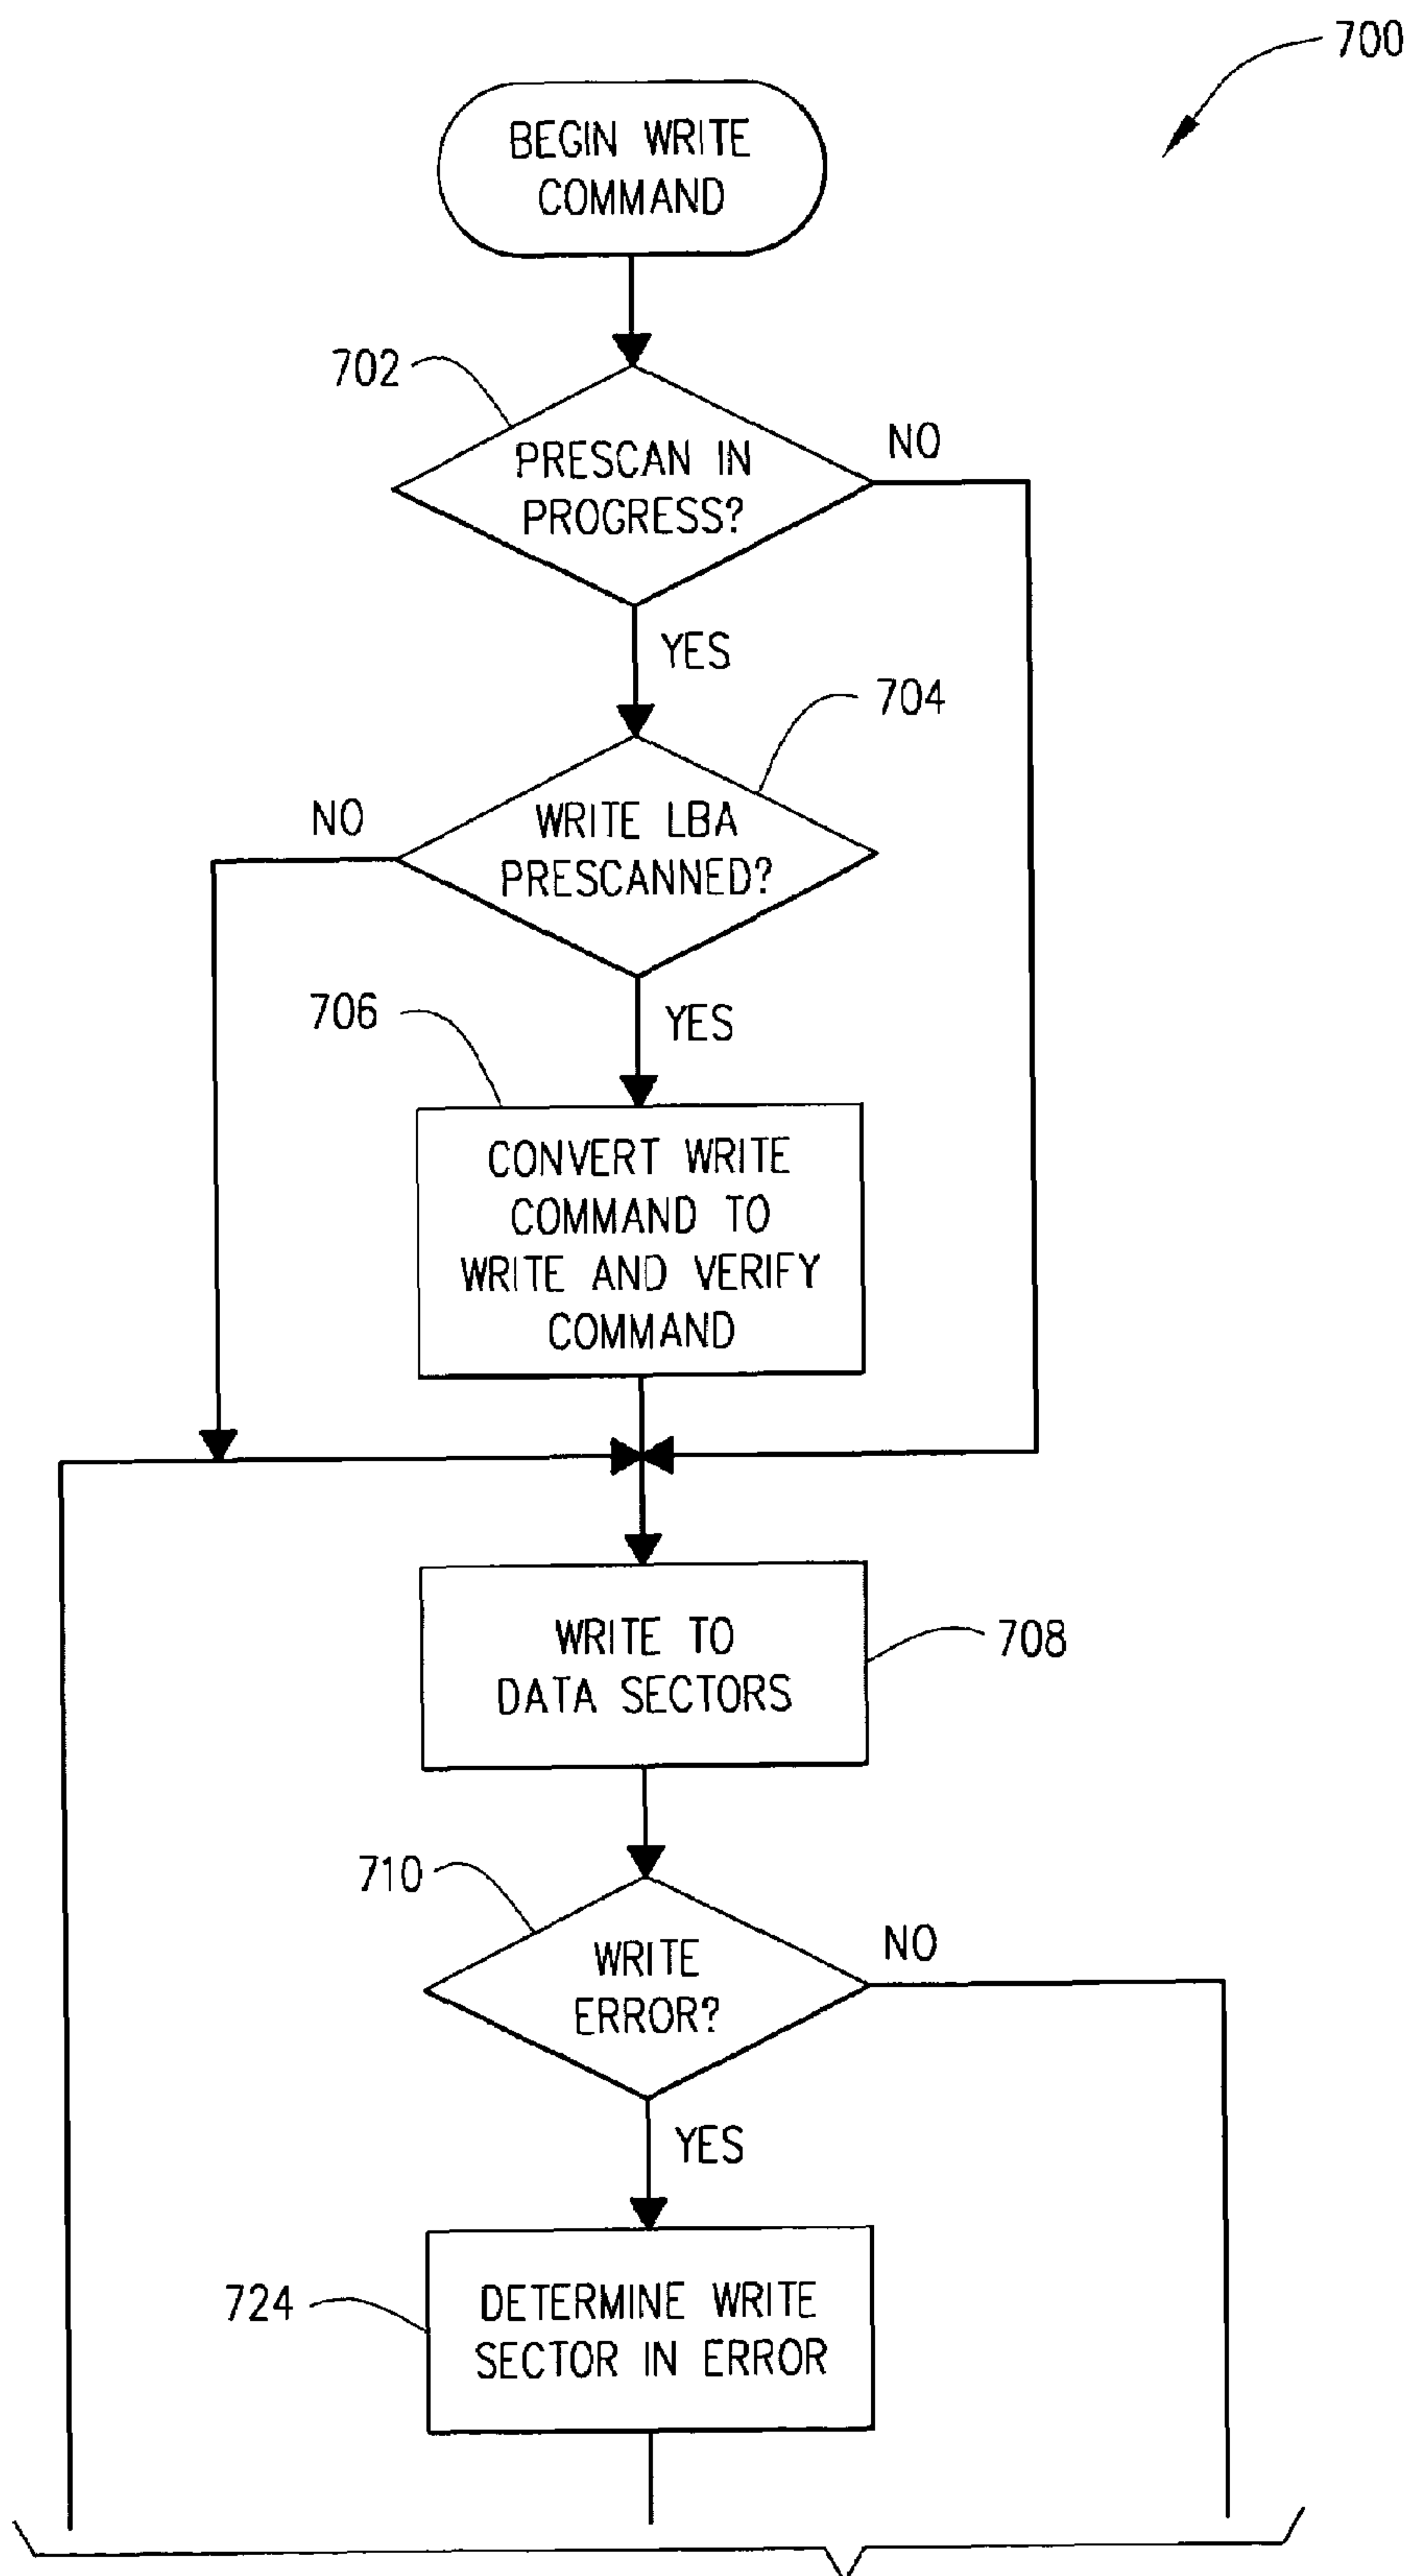 700
BEGIN WRITE
COMMAND
702
PRESCAN IN
PROGRESS?
NO
YES
704
NO
WRITE LBA
PRESCANNED?
706
YES
CONVERT WRITE
COMMAND TO
WRITE AND VERIFY
COMMAND
WRITE TO
DATA SECTORS
708
710
WRITE
ERROR?
NO
YES
724
DETERMINE WRITE
SECTOR IN ERROR